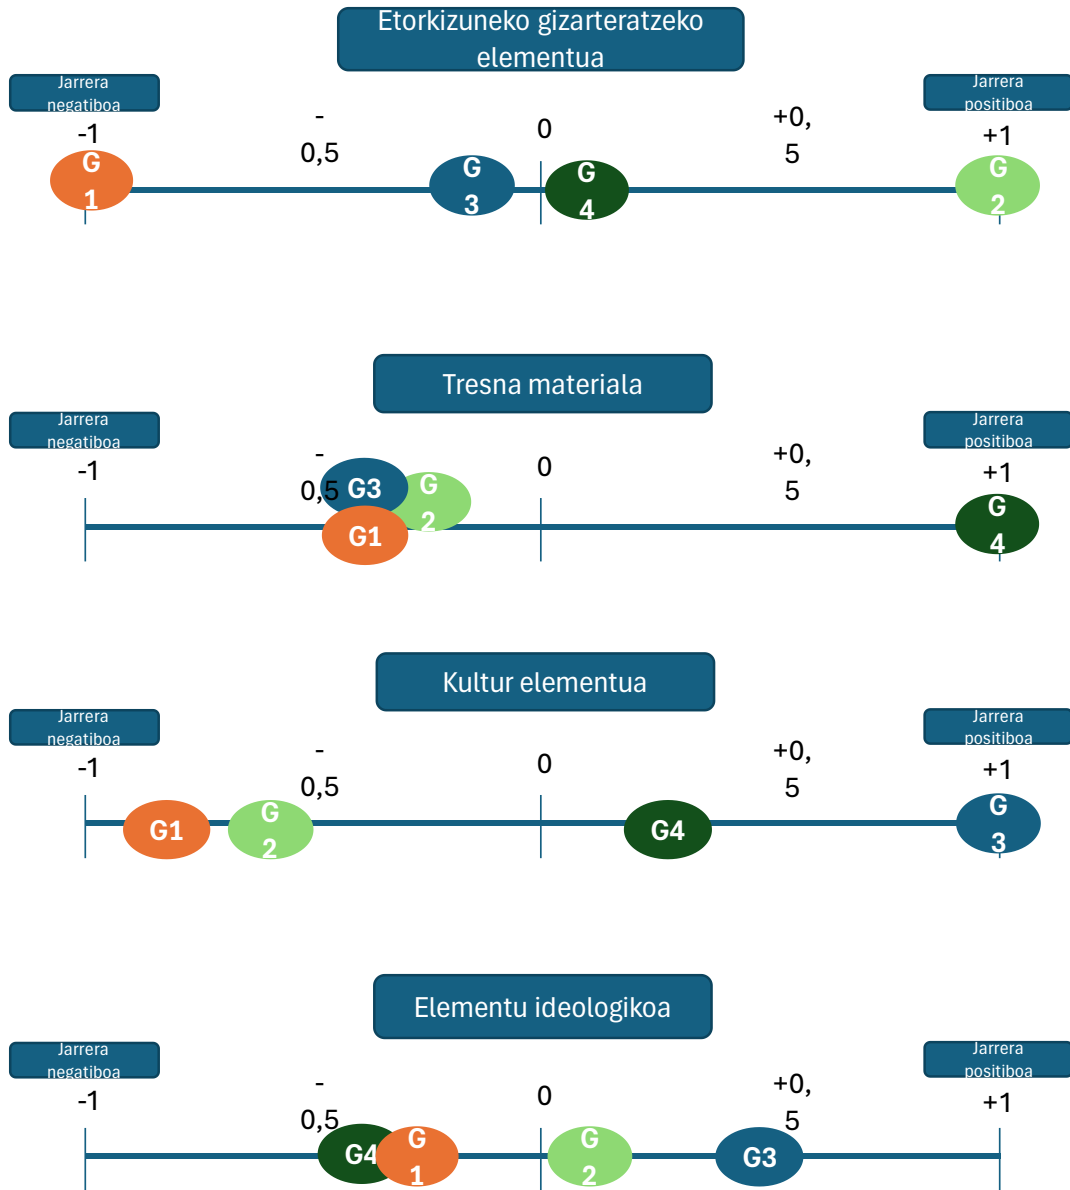 Etorkizuneko gizarteratzeko
elementua
Jarrera
negatiboa
Jarrera
positiboa
-1
-
0,5
0
+0,
5
+1
G
1
G
3
G
4
G
2
Tresna materiala
Jarrera
negatiboa
Jarrera
positiboa
-1
-
0,5
0
+0,
5
+1
G3
G
2
G1
G
4
Kultur elementua
Jarrera
negatiboa
Jarrera
positiboa
-1
-
0,5
0
+0,
5
+1
G1
G
2
G4
G
3
Elementu ideologikoa
Jarrera
negatiboa
Jarrera
positiboa
-1
-
0,5
0
+0,
5
+1
G4
G
1
G
2
G3